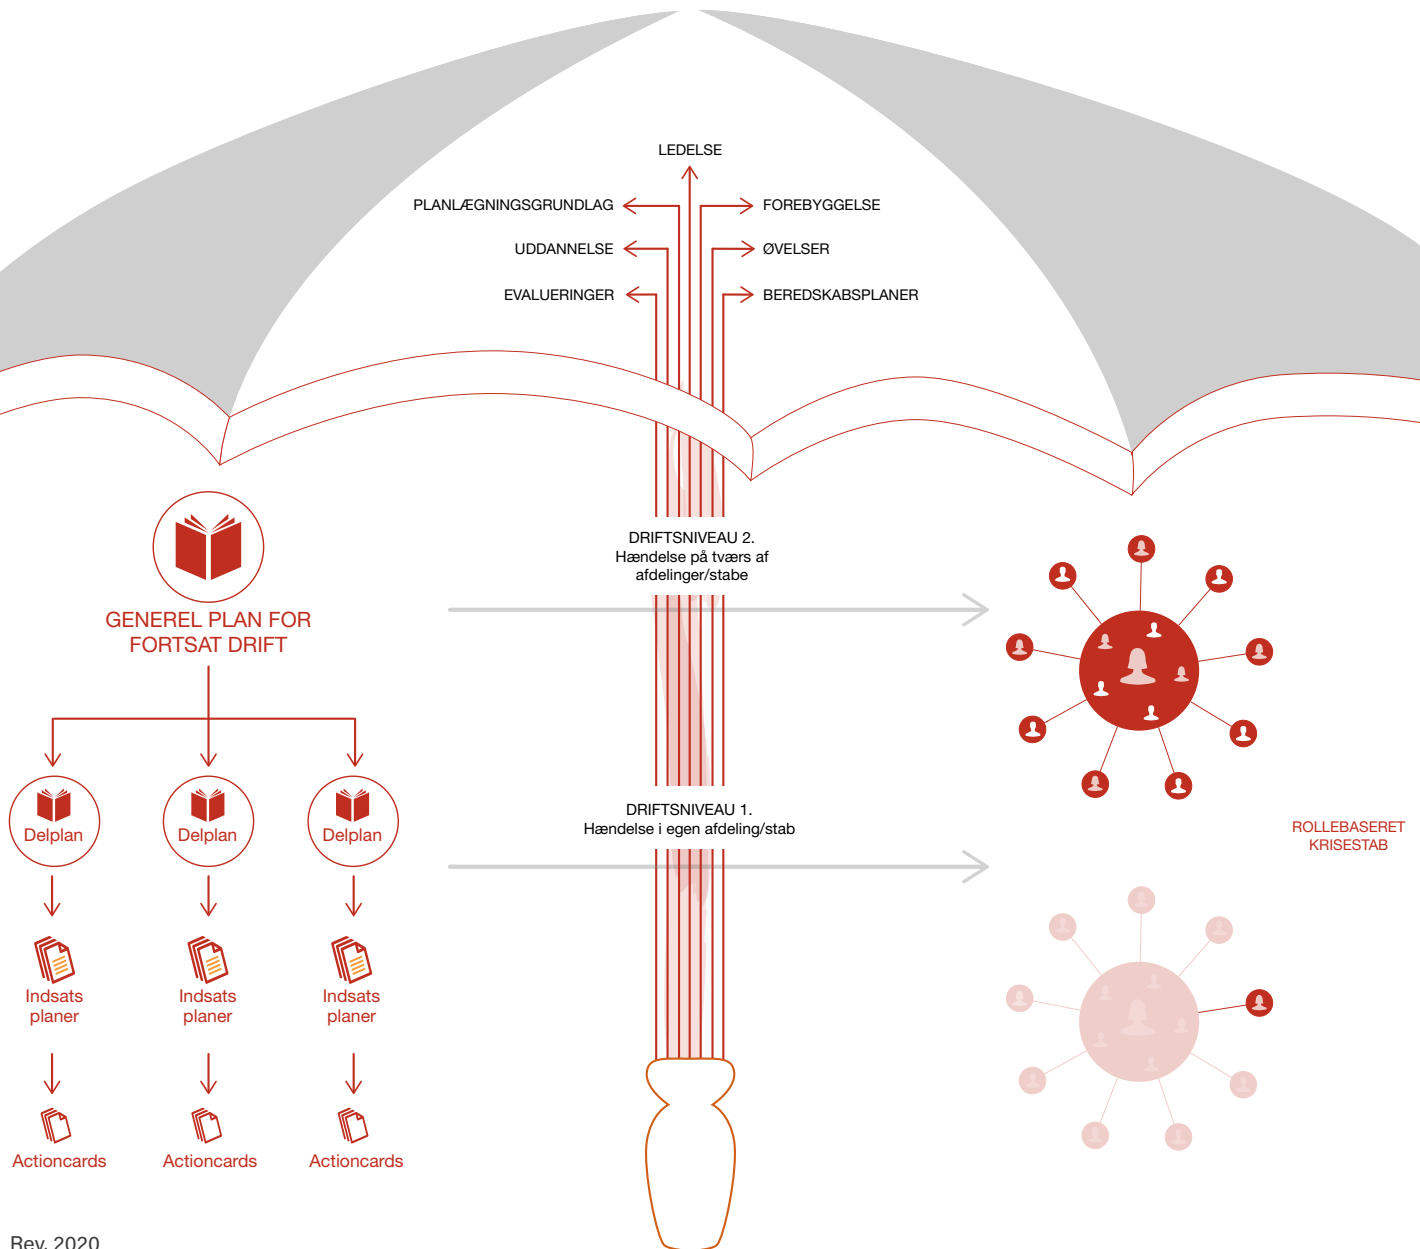 LEDELSE
PLANLÆGNINGSGRUNDLAG
FOREBYGGELSE
UDDANNELSE
ØVELSER
EVALUERINGER
BEREDSKABSPLANER
DRIFTSNIVEAU 2.
Hændelse på tværs af
afdelinger/stabe
GENEREL PLAN FOR
FORTSAT DRIFT
DRIFTSNIVEAU 1.
Hændelse i egen afdeling/stab
ROLLEBASERET
KRISESTAB
Delplan
Delplan
Delplan
Indsats
planer
Indsats
planer
Indsats
planer
Actioncards
Actioncards
Actioncards
Rev. 2020